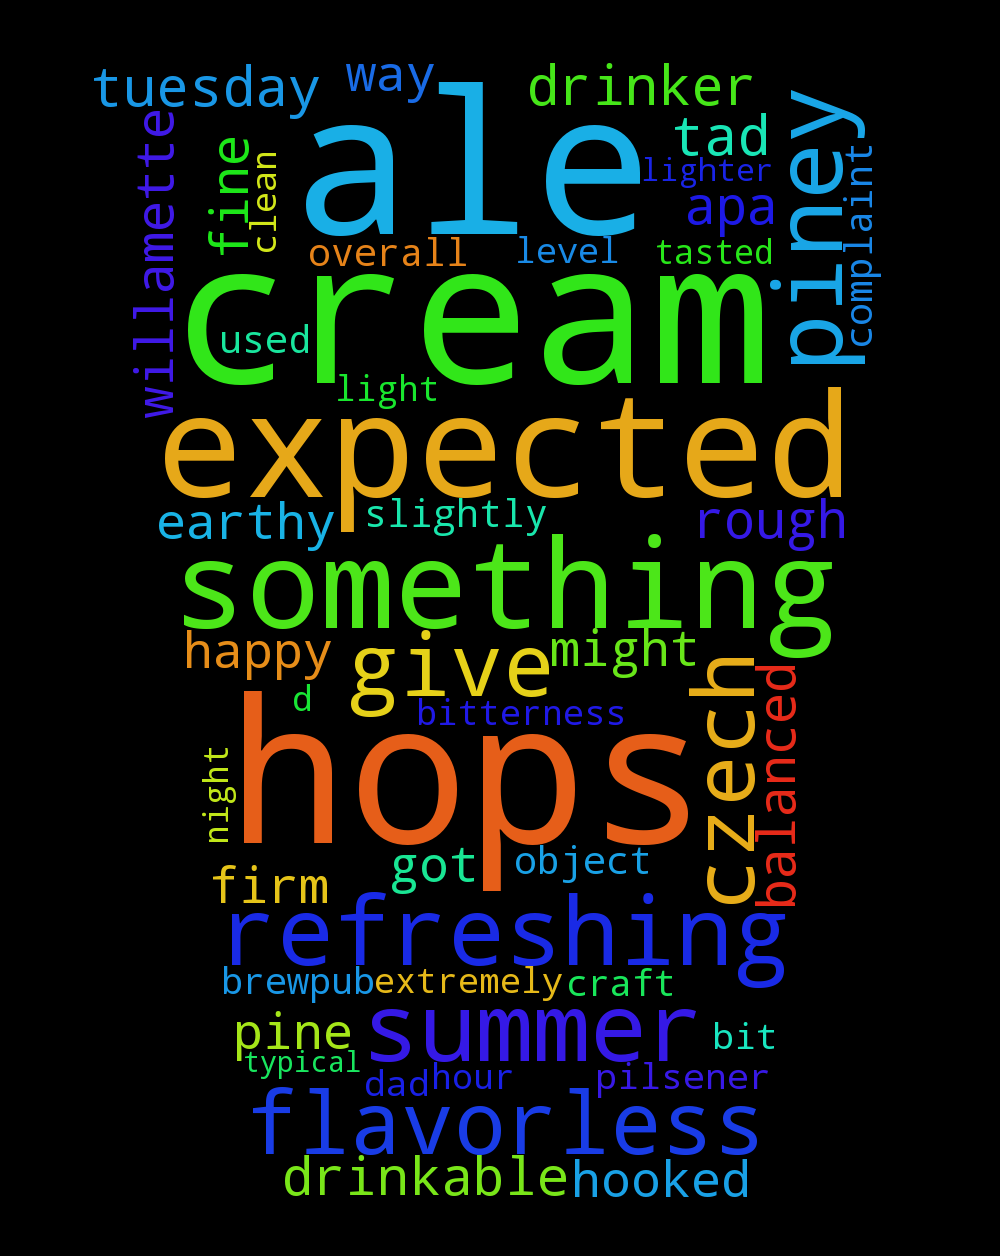 tuesday
way
drinker
ale
tad
piney
willamette
fine
clean
lighter
apa
complaint
overall
level
tasted
cream
used
light
expected
earthy
slightly
rough
something
happy
give
might
czech
balanced
d
bitterness
hops
night
got
object
firm
refreshing
brewpub
extremely
craft
pine
summer
bit
typical
dad
hour
pilsener
flavorless
drinkable
hooked